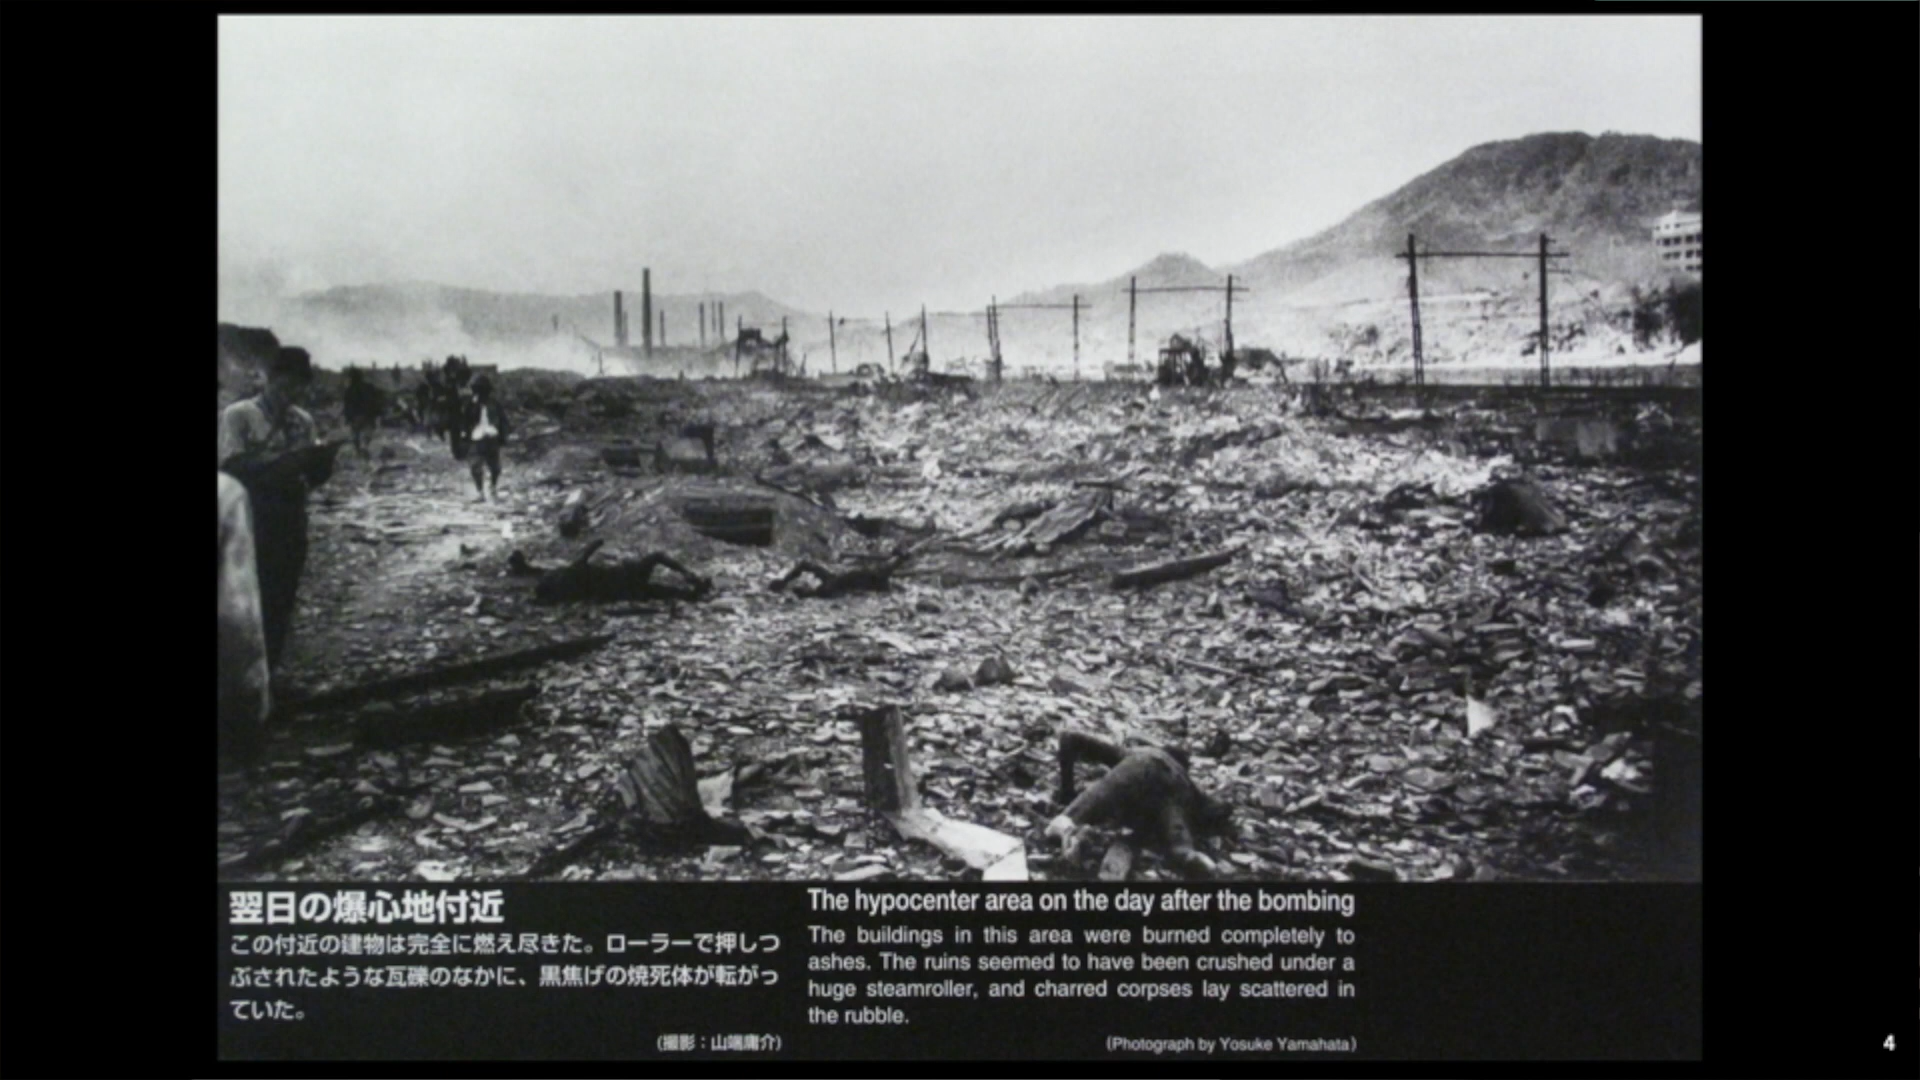 翌日の爆心地付近
この付近の建物は完全に燃え尽きた。ローラーで押しつ
ぶされたような瓦礫のなかに、黒焦げの焼死体が転がっ
ていた。
(撮影:山端庸介)
The hypocenter area on the day after the bombing
The buildings in this area were burned completely to
ashes. The ruins seemed to have been crushed under a
huge steamroller, and charred corpses lay scattered in
the rubble.
(Photograph by Yosuke Yamahata)
4